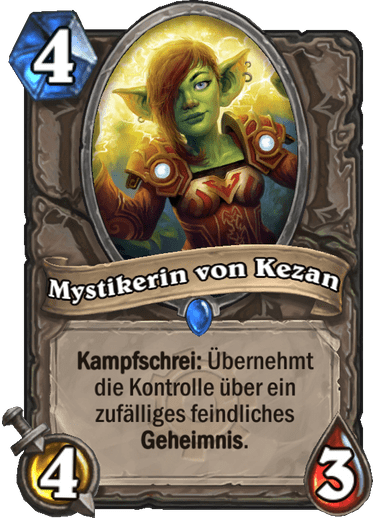 4
Mystikerin von Kezan
Kampfschrei: Übernehmt
die Kontrolle über ein
zufälliges feindliches
Geheimnis.
4
3